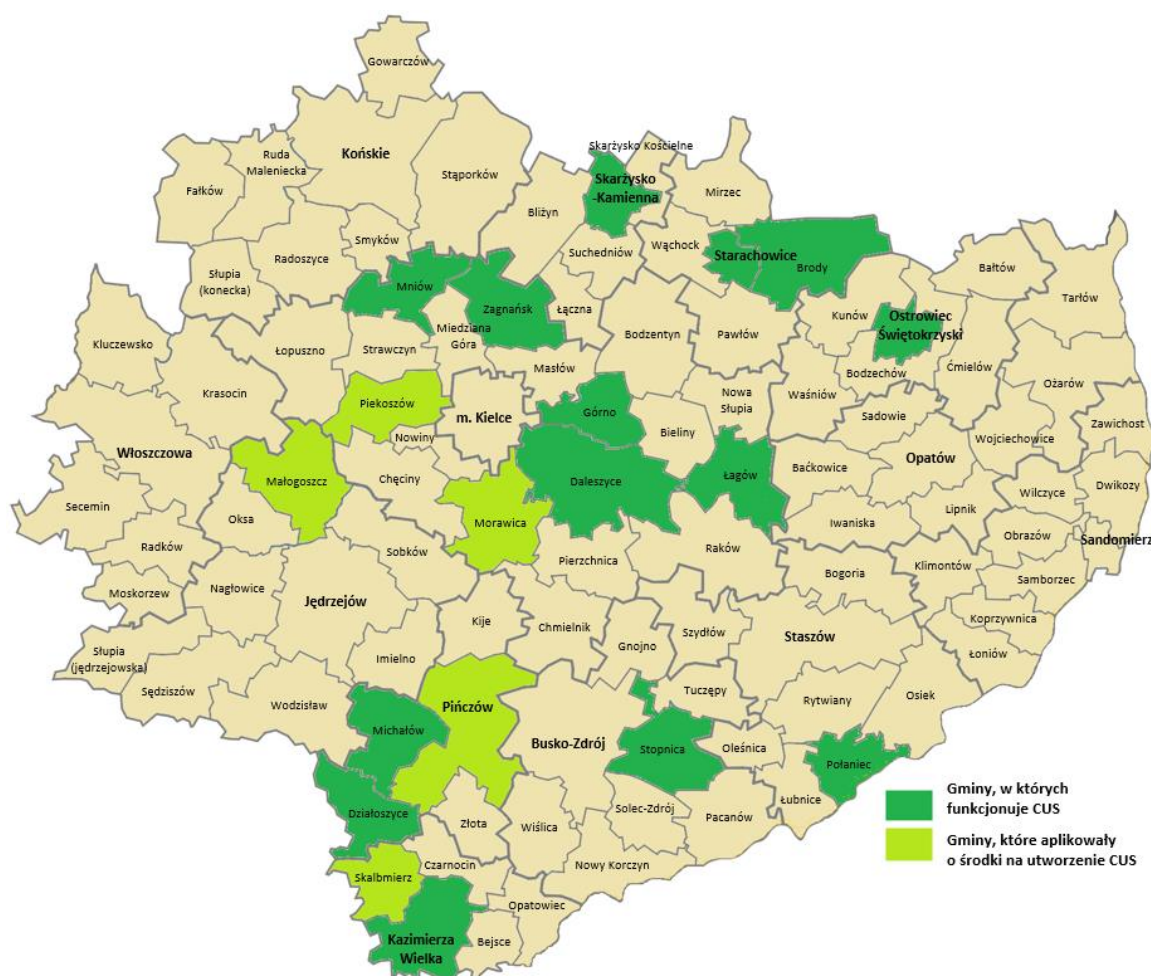 Gowarczów
Ruda
Maleniecka
Końskie
Fałków
Stąporków
Skarżysko Kościelne
Skarżysko
-Kamienna
Mirzec
Bliżyn
Smyków
Radoszyce
Słupia
(konecka)
Suchedniów
Wąchock
Starachowice
Brody
Bałtów
Tarłów
Mniów
Zagnańsk
Łączna
Miedziana
Góra
Bodzentyn
Pawłów
Kunów
Ostrowiec
Świętokrzyski
Kluczewsko
Łopuszno
Strawczyn
Masłów
Bodzechów
Ćmielów
Ożarów
Krasocin
Piekoszów
m. Kielce
Górno
Nowa
Słupia
Waśniów
Sadowie
Wojciechowice
Zawichost
Nowiny
Bieliny
Włoszczowa
Małogoszcz
Chęciny
Daleszyce
Łagów
Baćkowice
Opatów
Wilczyce
Dwikozy
Secemin
Oksa
Morawica
Iwaniska
Lipnik
Obrazów
Sandomierz
Radków
Sobków
Pierzchnica
Raków
Bogoria
Klimontów
Samborzec
Moskorzew
Nagłowice
Jędrzejów
Kije
Chmielnik
Gnojno
Szydłów
Staszów
Koprzywnica
Łoniów
Słupia
(jędrzejowska)
Imielno
Sędziszów
Wodzisław
Pińczów
Tuczępy
Rytwiany
Osiek
Michałów
Busko-Zdrój
Stopnica
Oleśnica
Połaniec
Działoszyce
Złota
Wiślica
Solec-Zdrój
Pacanów
Łubnice
Czarnocin
Skalbmierz
Nowy Korczyn
Opatowiec
Kazimierza
Wielka
Bejsce
Gminy, w których
funkcjonuje CUS
Gminy, które aplikowały
o środki na utworzenie CUS